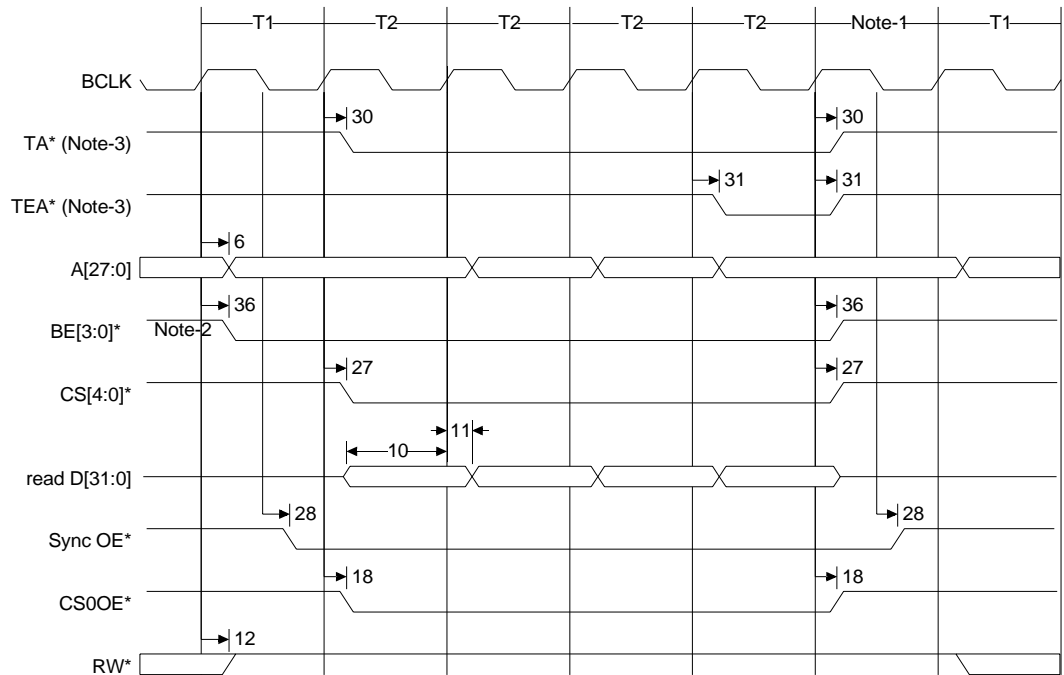 T1 T2 T2 T2 T2 Note-1 T1
BCLK
30 30
TA* (Note-3)
31 31
TEA* (Note-3)
6
A[27:0]
36 36
BE[3:0]* Note-2
27 27
CS[4:0]*
11
10
read D[31:0]
28 28
Sync OE*
18 18
CS0OE*
12
RW*